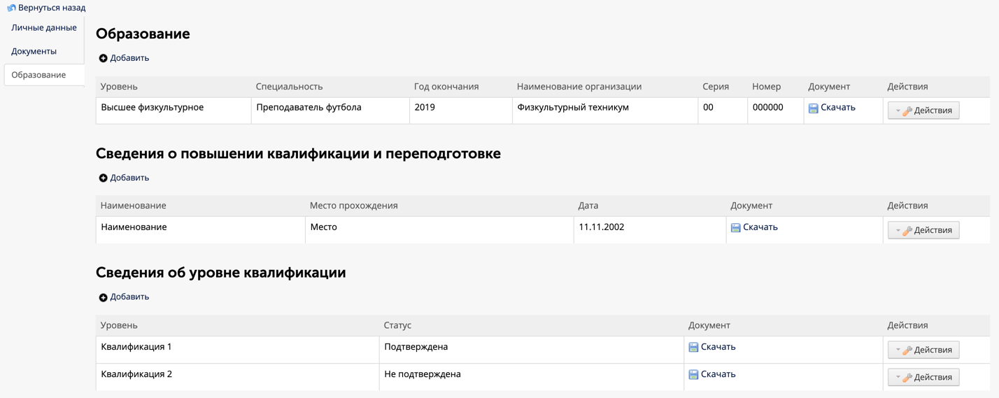 Вернуться назад
Личные данные
Документы
Образование
Образование
Добавить
Уровень Специальность Год окончания Наименование организации Серия Номер Документ Действия
Высшее физкультурное Преподаватель футбола 2019 Физкультурный техникум 00 000000 Скачать Действия
Сведения о повышении квалификации и переподготовке
Добавить
Наименование Место прохождения Дата Документ Действия
Наименование Место 11.11.2002 Скачать Действия
Сведения об уровне квалификации
Добавить
Уровень Статус Документ Действия
Квалификация 1 Подтверждена Скачать Действия
Квалификация 2 Не подтверждена Скачать Действия